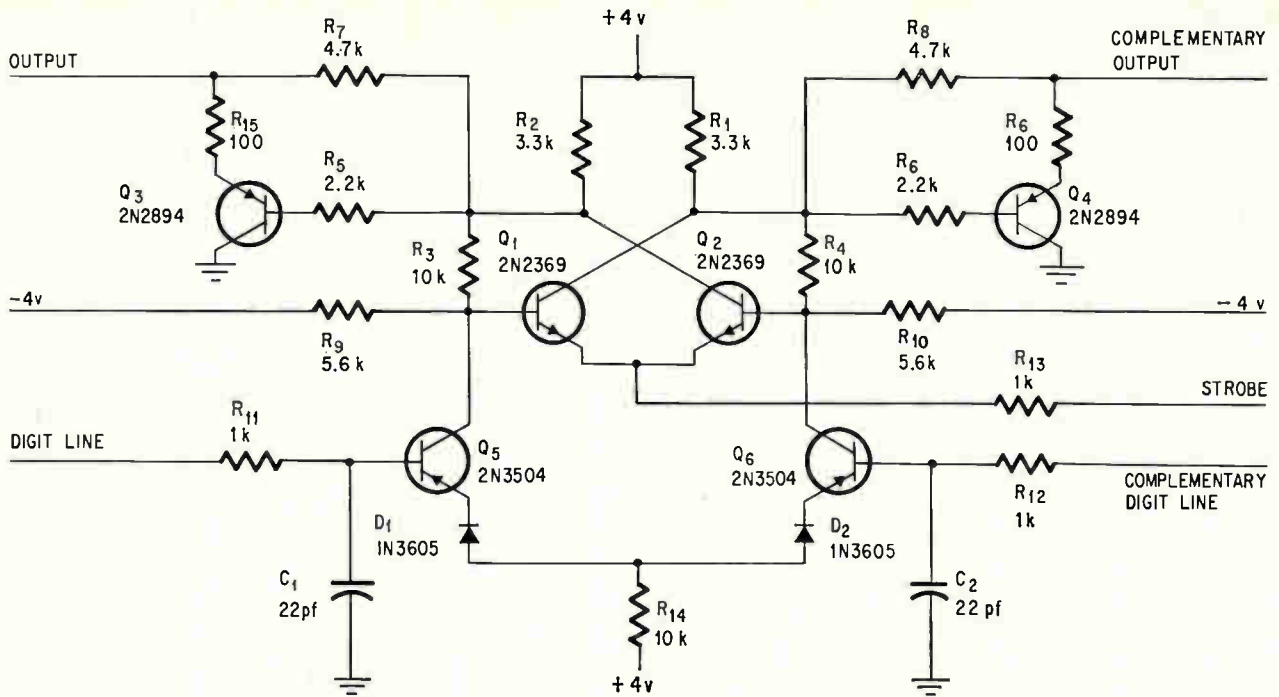 +4v
R7
4.7k
R8
4.7k
OUTPUT
COMPLEMENTARY
OUTPUT
R15
100
R2
3.3k
R1
3.3k
R6
100
Q3
2N2894
R5
2.2k
R6
2.2k
Q4
2N2894
R3
10k
Q1
2N2369
Q2
2N2369
R4
10k
-4v
-4v
R9
5.6k
R10
5.6k
R13
1k
STROBE
DIGIT LINE
R11
1k
Q5
2N3504
Q6
2N3504
R12
1k
COMPLEMENTARY
DIGIT LINE
D1
1N3605
D2
1N3605
C1
22pf
R14
10k
C2
22pf
+4v